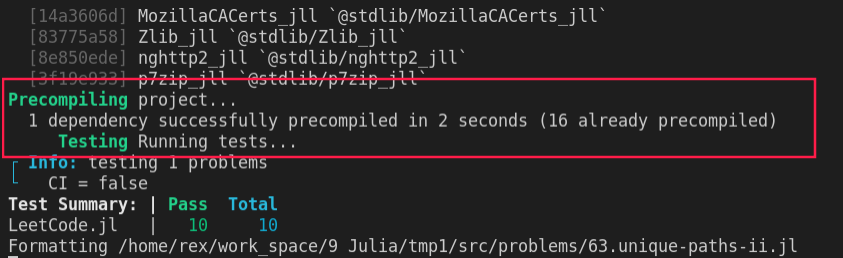 [14a3606d] MozillaCACerts_jll `@stdlib/MozillaCACerts_jll`
[83775a58] Zlib_jll `@stdlib/Zlib_jll`
[8e850ede] nghttp2_jll `@stdlib/nghttp2_jll`
[3f19e933] p7zip_jll `@stdlib/p7zip_jll`
Precompiling project...
1 dependency successfully precompiled in 2 seconds (16 already precompiled)
Testing Running tests...
┌ Info: testing 1 problems
└ CI = false
Test Summary: | Pass Total
LeetCode.jl | 10 10
Formatting /home/rex/work_space/9 Julia/tmp1/src/problems/63.unique-paths-ii.jl